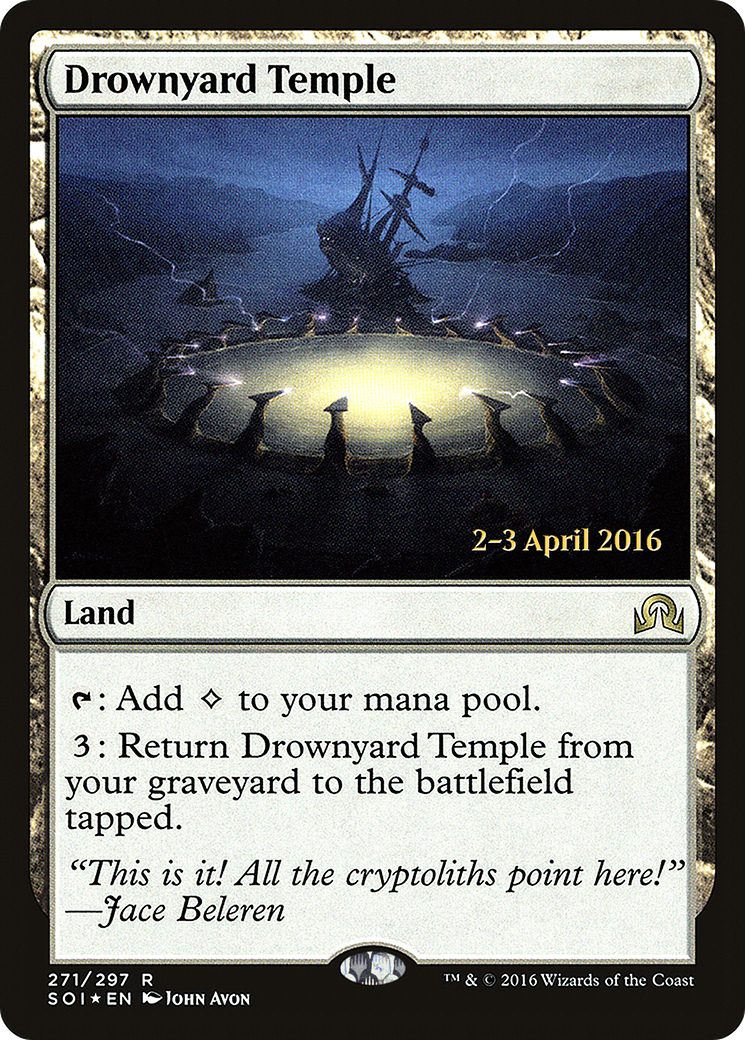 Drownyard Temple
2–3 April 2016
Land
: Add to your mana pool.
3: Return Drownyard Temple from
your graveyard to the battlefield
tapped.
“This is it! All the cryptoliths point here!”
—Jace Beleren
271/297 R
SOI★EN John Avon
™ & © 2016 Wizards of the Coast